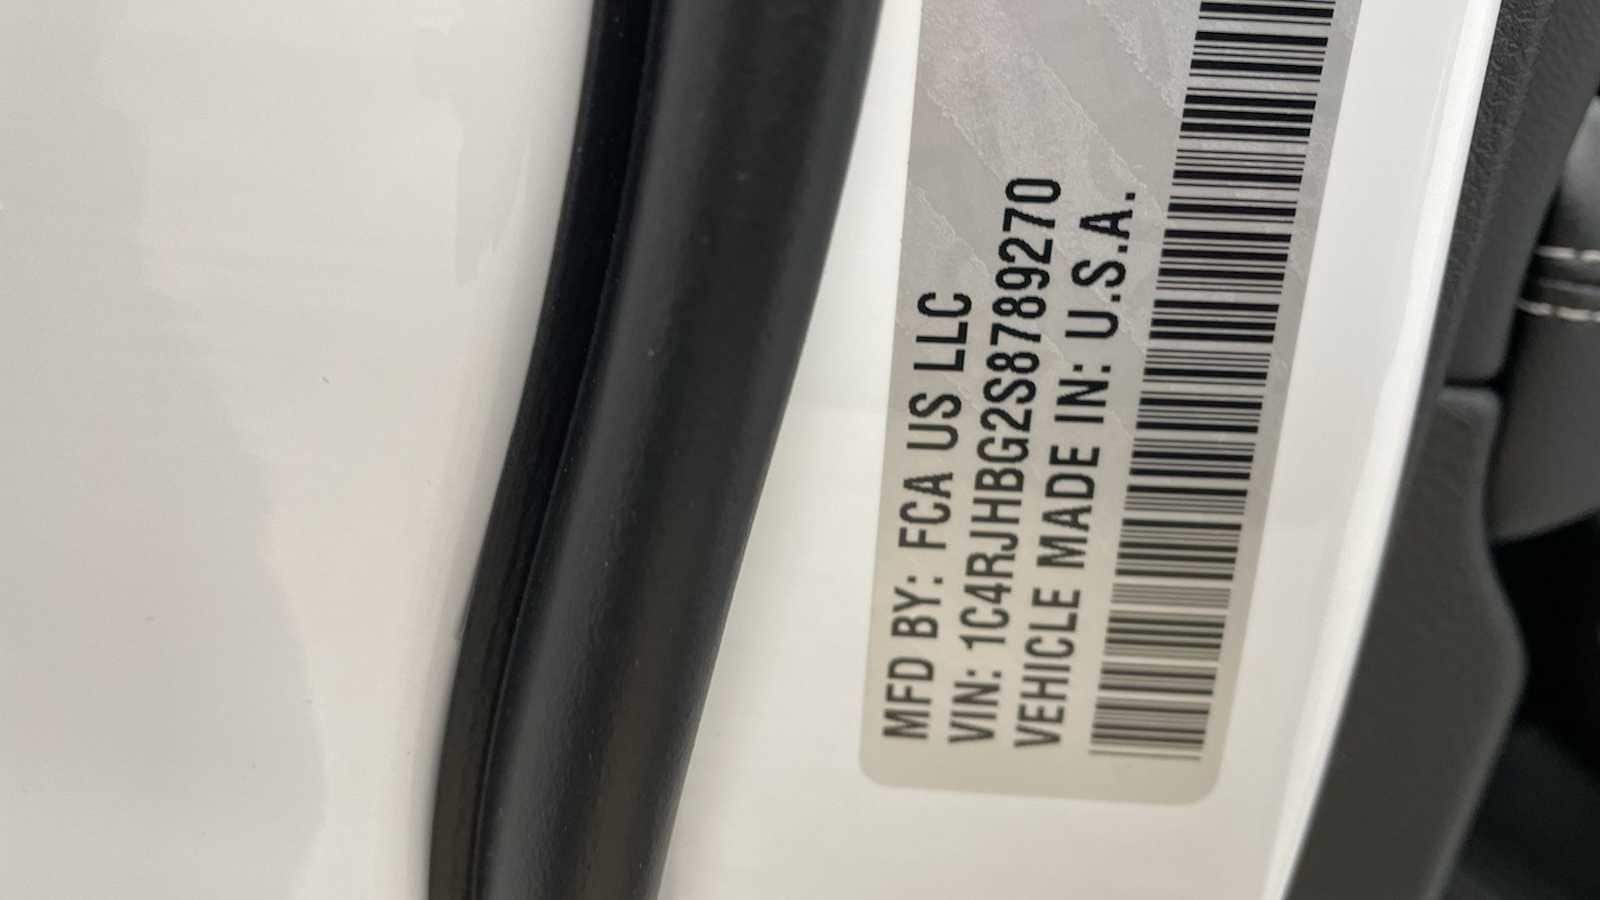 MFD BY: FCA US LLC
VIN: 1C4RJHBG2S8789270
VEHICLE MADE IN: U.S.A.